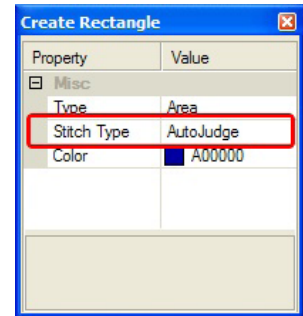 Create Rectangle
Property Value
Misc
Type Area
Stitch Type AutoJudge
Color A00000